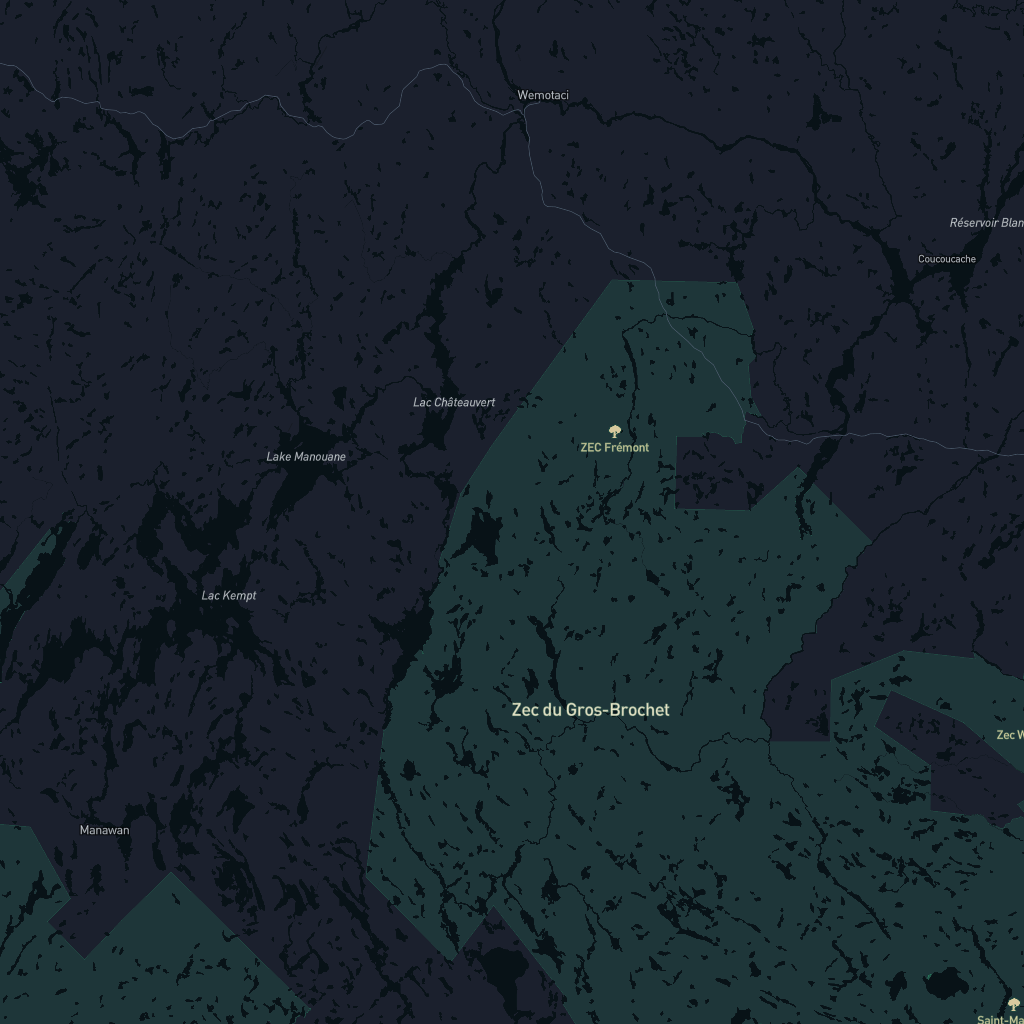 Wemotaci
Réservoir Blan
Coucoucache
Lac Châteauvert
ZEC Frémont
Lake Manouane
Lac Kempt
Zec du Gros-Brochet
Zec W
Manawan
Saint-Ma